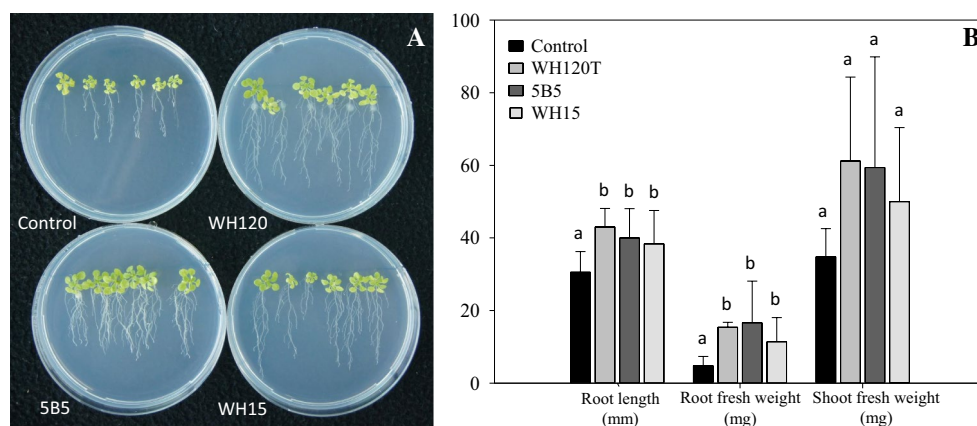 A
Control
WH120
5B5
WH15
B
100
80
60
40
20
0
Control
WH120T
5B5
WH15
a
b
b
b
a
b
b
b
a
a
a
a
Root length
(mm)
Root fresh weight
(mg)
Shoot fresh weight
(mg)